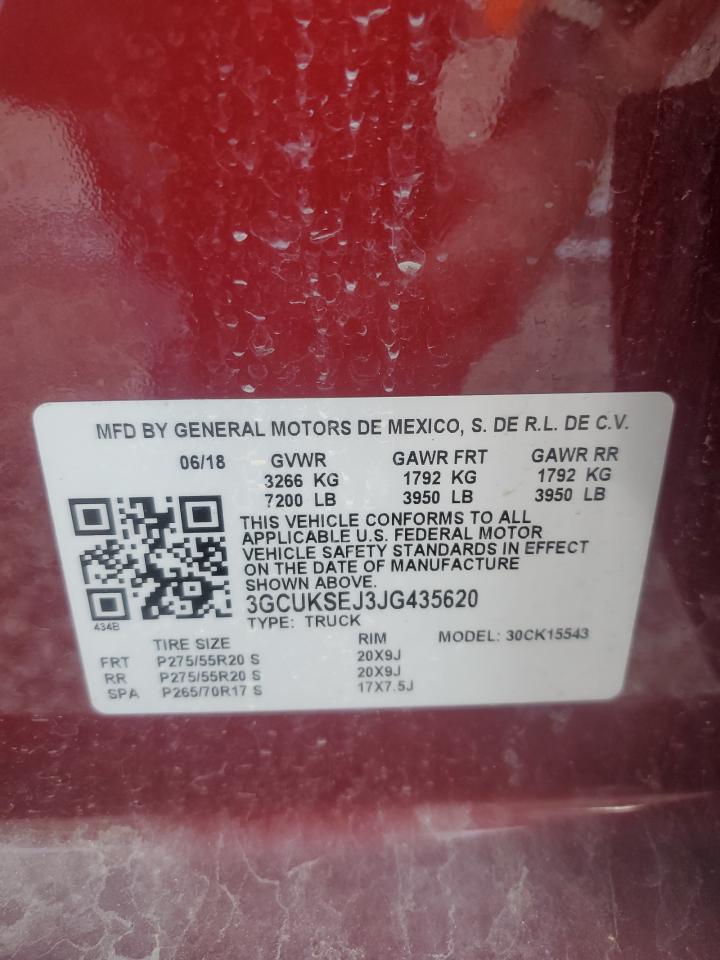 MFD BY GENERAL MOTORS DE MEXICO, S. DE R.L. DE C.V.
06/18 GVWR GAWR FRT GAWR RR
3266 KG 1792 KG 1792 KG
7200 LB 3950 LB 3950 LB
THIS VEHICLE CONFORMS TO ALL
APPLICABLE U.S. FEDERAL MOTOR
VEHICLE SAFETY STANDARDS IN EFFECT
ON THE DATE OF MANUFACTURE
SHOWN ABOVE.
3GCUKSEJ3JG435620
434B
TYPE: TRUCK
TIRE SIZE RIM MODEL: 30CK15543
FRT P275/55R20 S 20X9J
RR P275/55R20 S 20X9J
SPA P265/70R17 S 17X7.5J